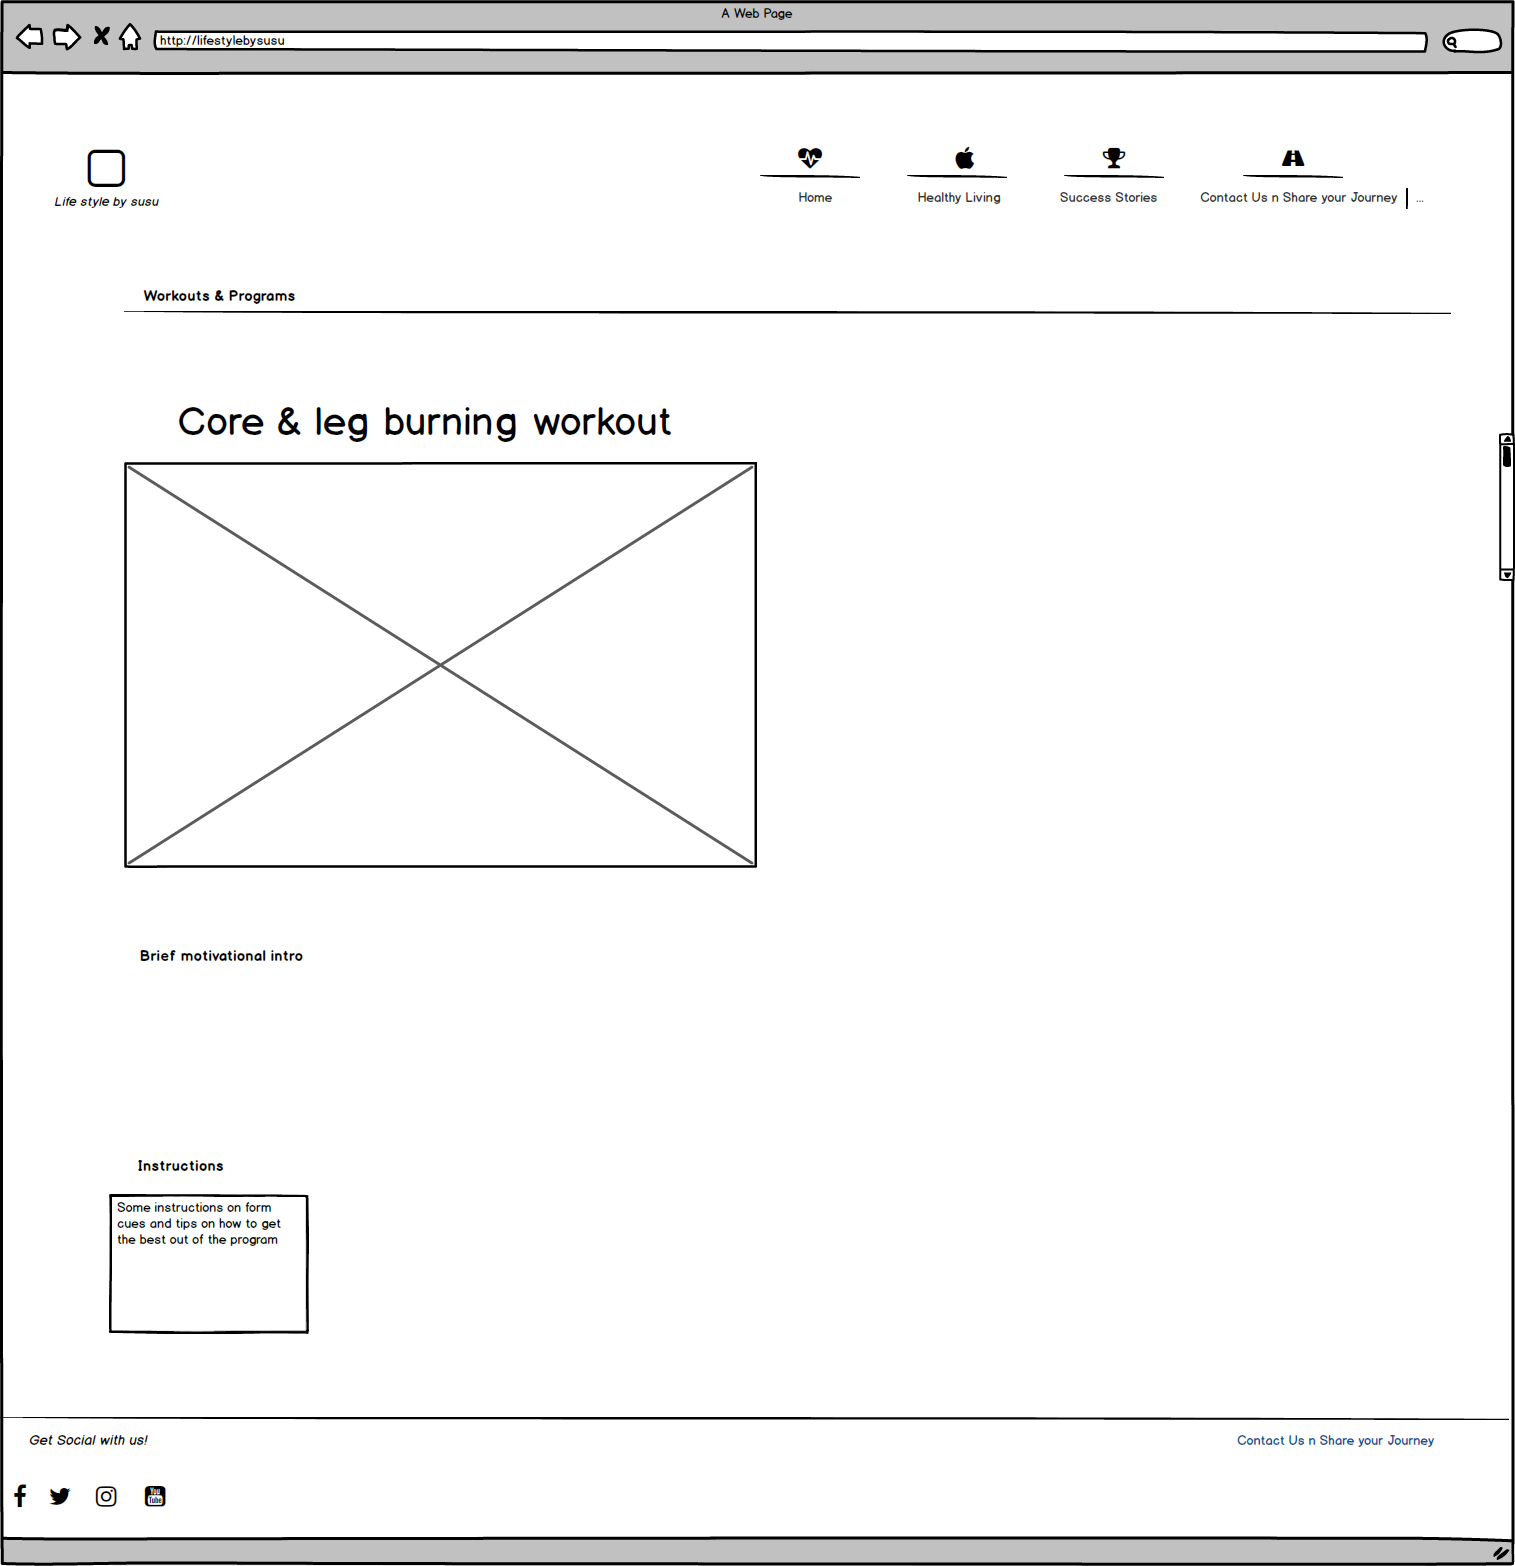 A Web Page
http://lifestylebysusu
Life style by susu
Home
Healthy Living
Success Stories
Contact Us n Share your Journey
...
Workouts & Programs
Core & leg burning workout
Brief motivational intro
Instructions
Some instructions on form
cues and tips on how to get
the best out of the program
Get Social with us!
Contact Us n Share your Journey
You
Tube